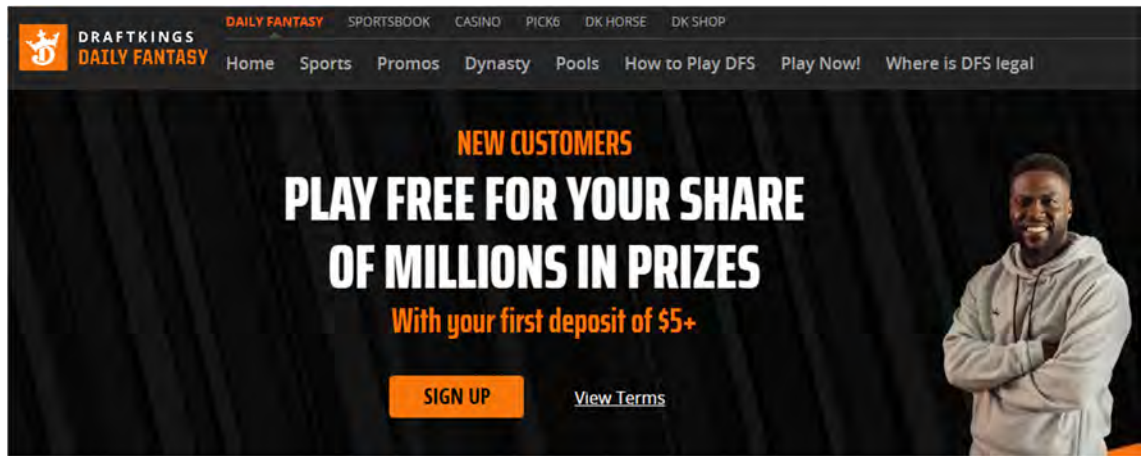 DAILY FANTASY SPORTSBOOK CASINO PICK6 DK HORSE DK SHOP
DRAFTKINGS
DAILY FANTASY
Home Sports Promos Dynasty Pools How to Play DFS Play Now! Where is DFS legal
NEW CUSTOMERS
PLAY FREE FOR YOUR SHARE
OF MILLIONS IN PRIZES
With your first deposit of $5+
SIGN UP View Terms